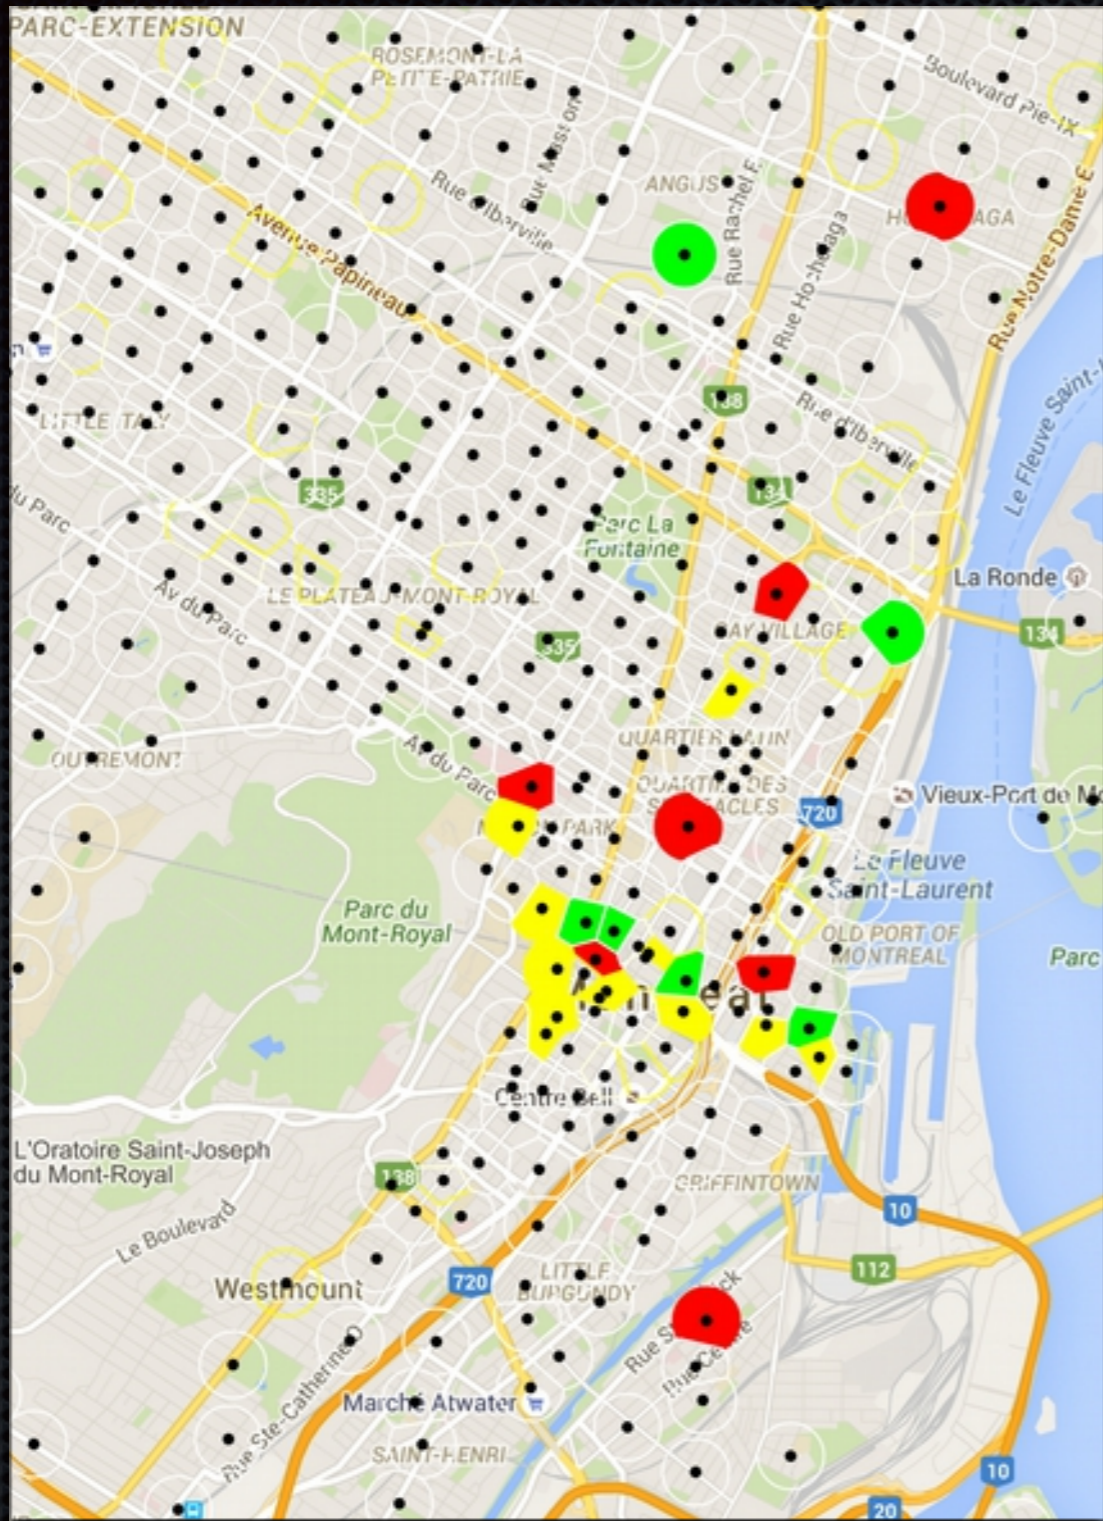 PARC-EXTENSION
ROSEMONT-LA
PETITE-PATRIE
Boulevard Pie-IX
Rue Masson
ANGUS
Rue Rachel E
Rue d'Iberville
Avenue Papineau
Rue Hochelaga
Rue Notre-Dame E
138
Rue d'Iberville
Le Fleuve Saint-L
LITTLE ITALY
335
134
du Parc
Parc La
Fontaine
La Ronde
Av du Parc
LE PLATEAU-MONT-ROYAL
GAY VILLAGE
134
335
OUTREMONT
Av du Parc
QUARTIER LATIN
QUARTIER DES
SPECTACLES
720
Vieux-Port de Mo
Le Fleuve
Saint-Laurent
Parc du
Mont-Royal
OLD PORT OF
MONTREAL
Parc
Centre Bell
L'Oratoire Saint-Joseph
du Mont-Royal
138
GRIFFINTOWN
Le Boulevard
10
Westmount
720
LITTLE
BURGUNDY
112
Rue Centre
Rue Ste-Catherine O
Marché Atwater
SAINT-HENRI
10
20